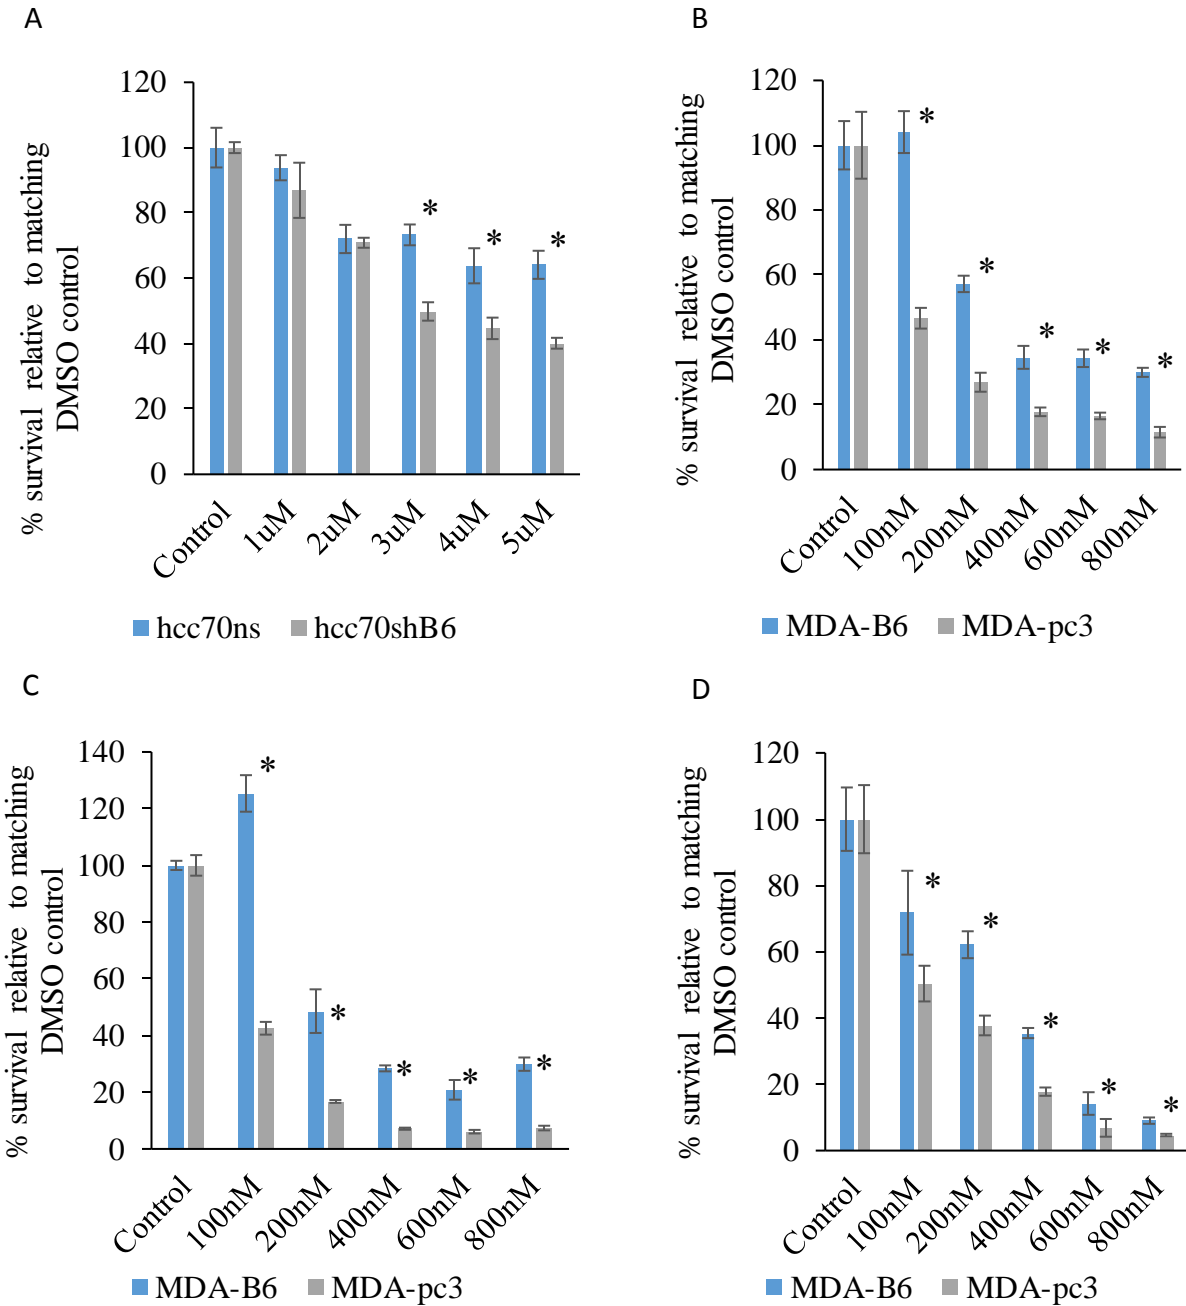 A
120
100
80
60
40
20
0
% survival relative to matching
DMSO control
*
*
*
Control
1uM
2uM
3uM
4uM
5uM
hcc70ns
hcc70shB6
B
120
100
80
60
40
20
0
% survival relative to matching
DMSO control
*
*
*
*
*
Control
100nM
200nM
400nM
600nM
800nM
MDA-B6
MDA-pc3
C
140
120
100
80
60
40
20
0
% survival relative to matching
DMSO control
*
*
*
*
*
Control
100nM
200nM
400nM
600nM
800nM
MDA-B6
MDA-pc3
D
120
100
80
60
40
20
0
% survival relative to matching
DMSO control
*
*
*
*
*
Control
100nM
200nM
400nM
600nM
800nM
MDA-B6
MDA-pc3